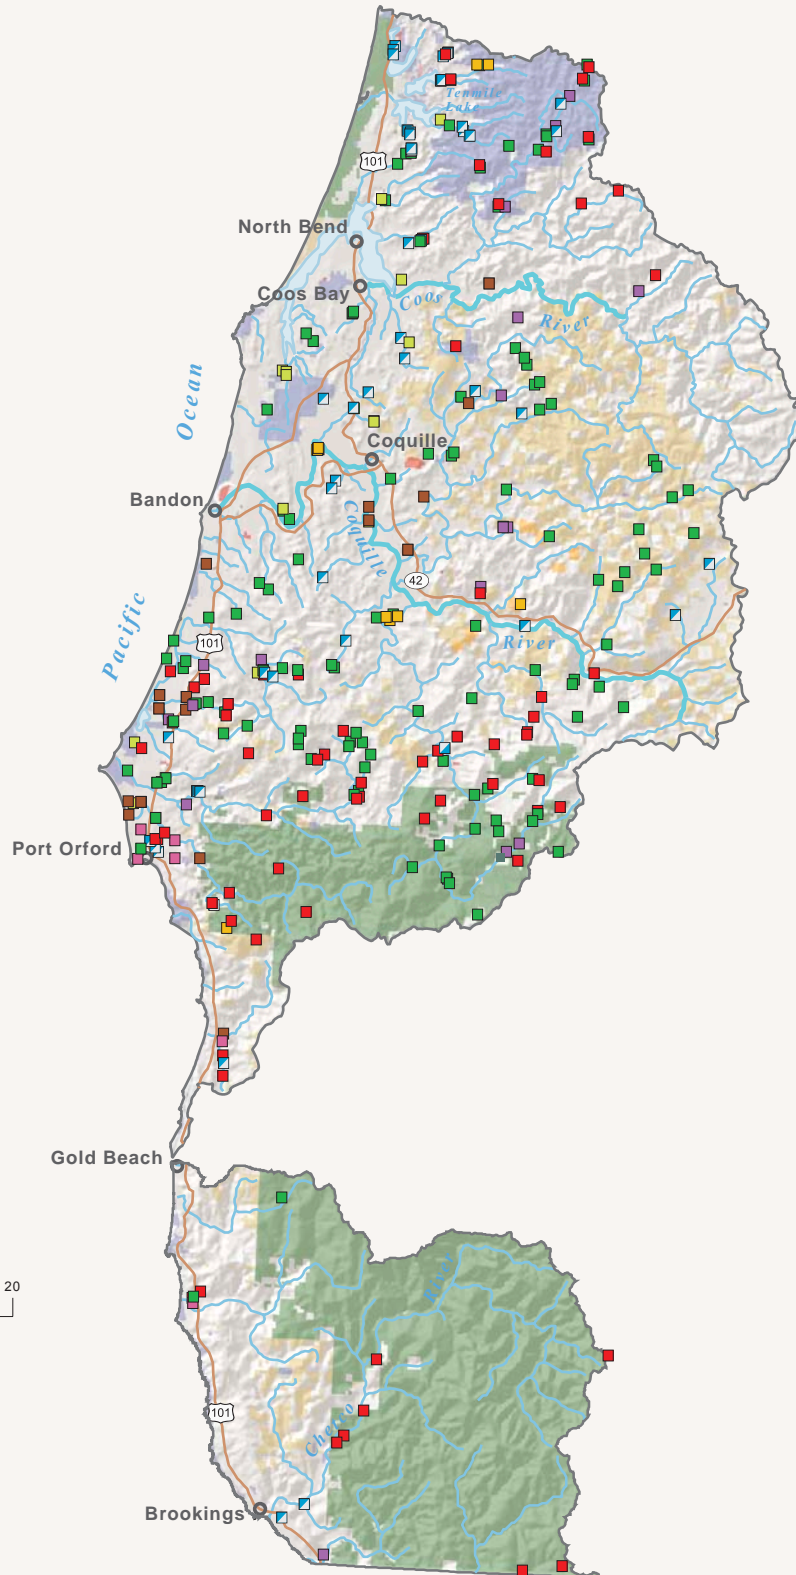 Tenmile
Lake
101
North Bend
Coos Bay
Coos
River
Ocean
Coquille
Bandon
Coquille
42
Pacific
101
River
Port Orford
Gold Beach
River
20
101
Chetco
Brookings